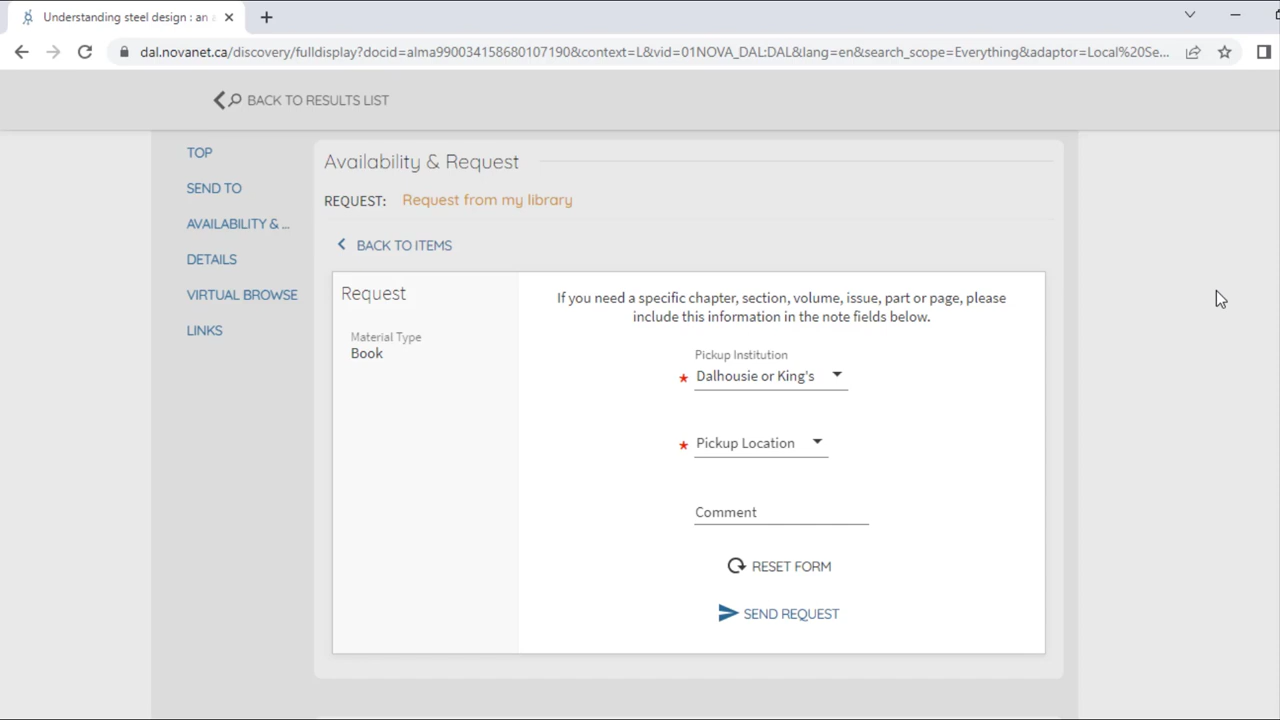 Understanding steel design : an a
dal.novanet.ca/discovery/fulldisplay?docid=alma990034158680107190&context=L&vid=01NOVA_DAL:DAL&lang=en&search_scope=Everything&adaptor=Local%20Se...
BACK TO RESULTS LIST
TOP
SEND TO
AVAILABILITY & ...
DETAILS
VIRTUAL BROWSE
LINKS
Availability & Request
REQUEST: Request from my library
BACK TO ITEMS
Request
Material Type
Book
If you need a specific chapter, section, volume, issue, part or page, please
include this information in the note fields below.
Pickup Institution
* Dalhousie or King's
* Pickup Location
Comment
RESET FORM
SEND REQUEST